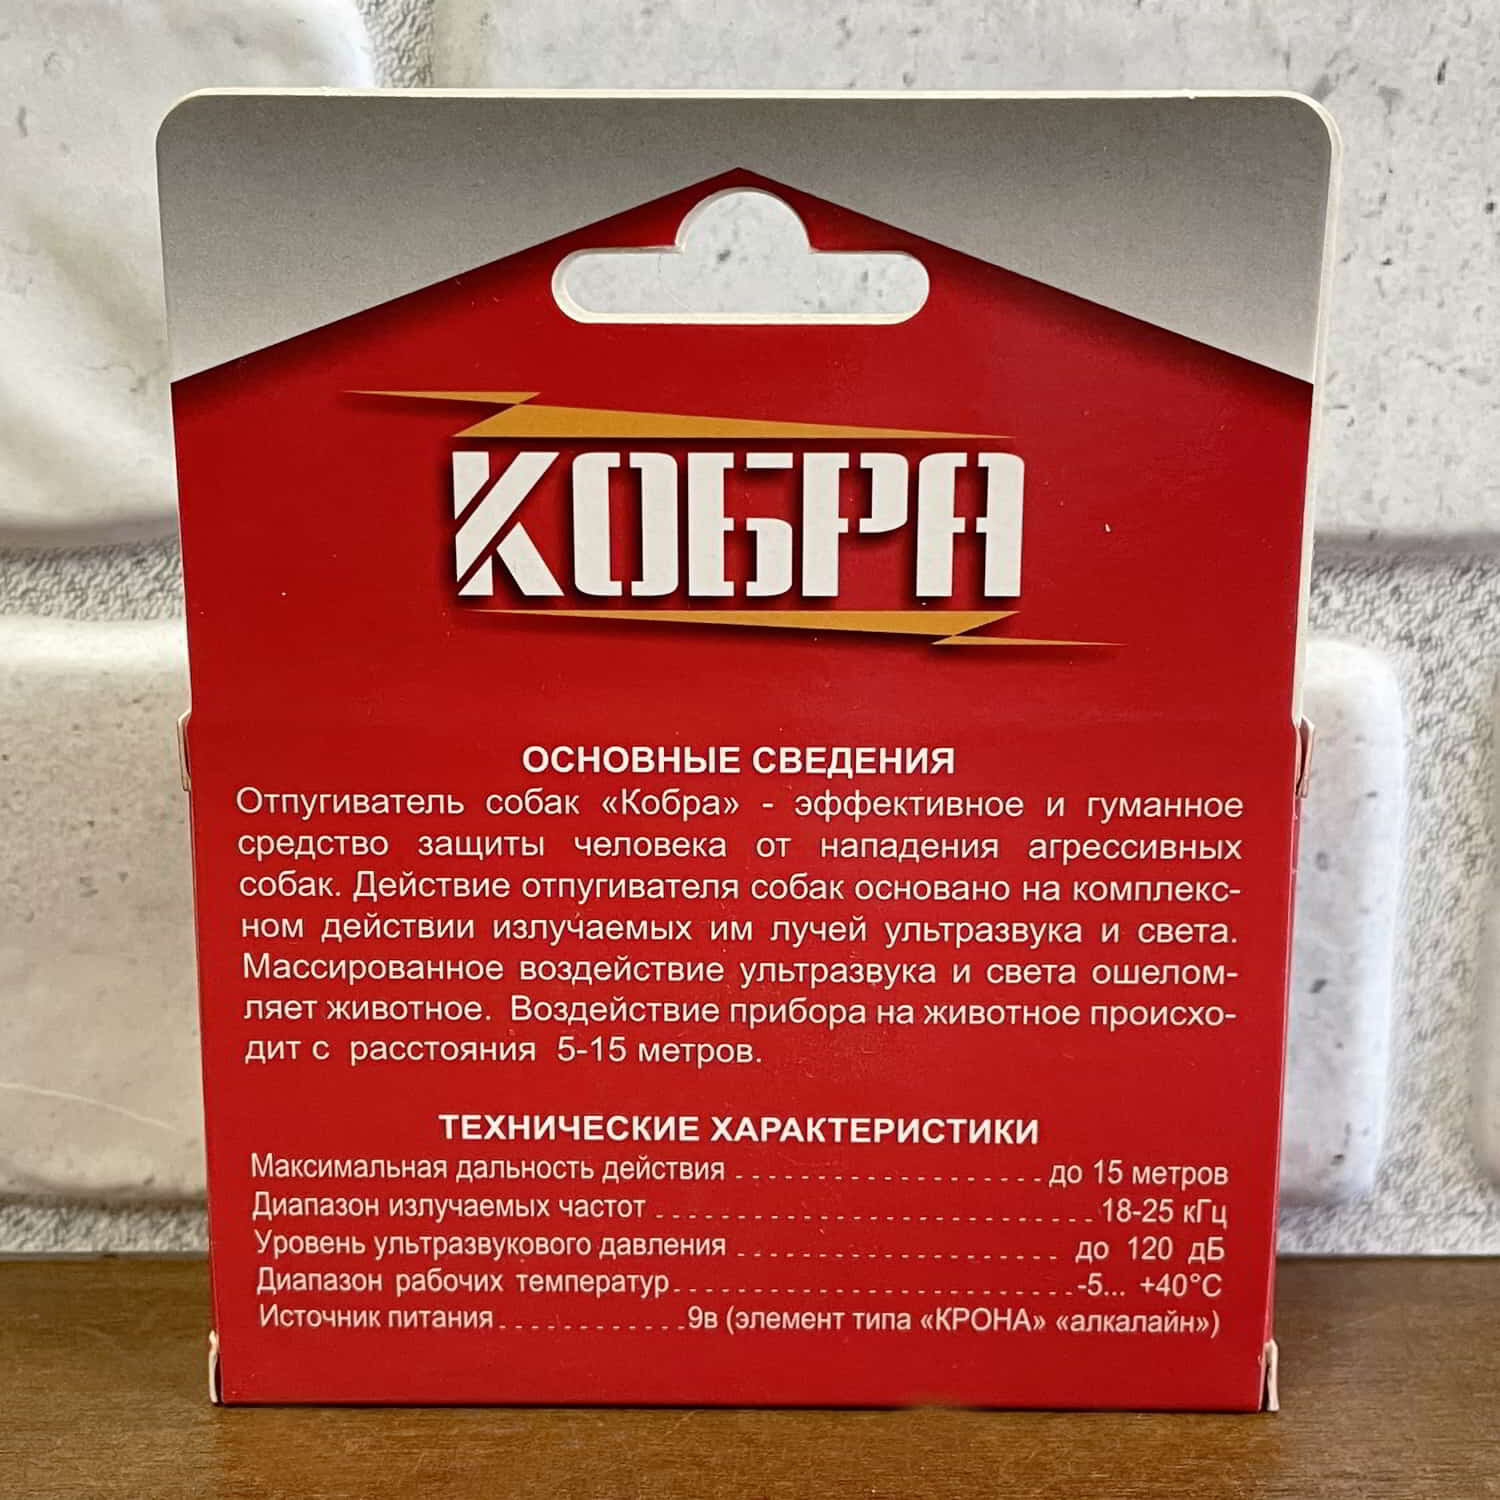 КОБРА
ОСНОВНЫЕ СВЕДЕНИЯ
Отпугиватель собак «Кобра» - эффективное и гуманное
средство защиты человека от нападения агрессивных
собак. Действие отпугивателя собак основано на комплекс-
ном действии излучаемых им лучей ультразвука и света.
Массированное воздействие ультразвука и света ошелом-
ляет животное. Воздействие прибора на животное происхо-
дит с расстояния 5-15 метров.
ТЕХНИЧЕСКИЕ ХАРАКТЕРИСТИКИ
Максимальная дальность действия - - - - - - - - - - - - - - - - - - - до 15 метров
Диапазон излучаемых частот - - - - - - - - - - - - - - - - - - - - - - - - - - - 18-25 кГц
Уровень ультразвукового давления - - - - - - - - - - - - - - - - - - - - до 120 дБ
Диапазон рабочих температур- - - - - - - - - - - - - - - - - - - - - - - - --5... +40°C
Источник питания - - - - - - - - - - - - 9в (элемент типа «КРОНА» «алкалайн»)